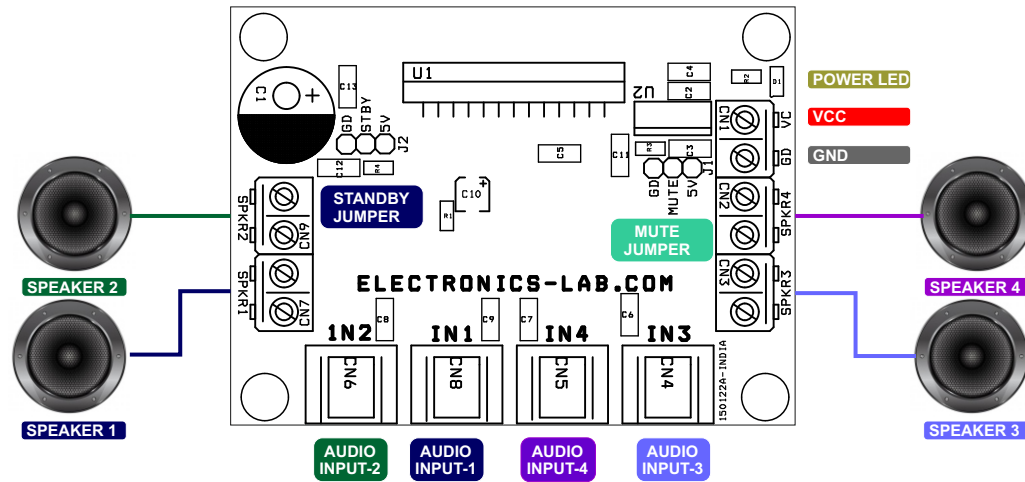 C1
+
C13
U1
C4
C2
R2
D1
U2
POWER LED
VCC
GND
CN1
VC
GD
GD
STBY
5V
J2
C12
R4
C5
C11
R3
C3
GD
MUTE
5V
J1
STANDBY
JUMPER
C10
+
R1
MUTE
JUMPER
SPKR2
CN9
CN2
SPKR4
SPKR1
CN7
CN3
SPKR3
SPEAKER 2
SPEAKER 4
ELECTRONICS-LAB.COM
C8
C9
C7
C6
1N2
IN1
IN4
IN3
CN6
CN8
CN5
CN4
150122A-INDIA
SPEAKER 1
SPEAKER 3
AUDIO
INPUT-2
AUDIO
INPUT-1
AUDIO
INPUT-4
AUDIO
INPUT-3